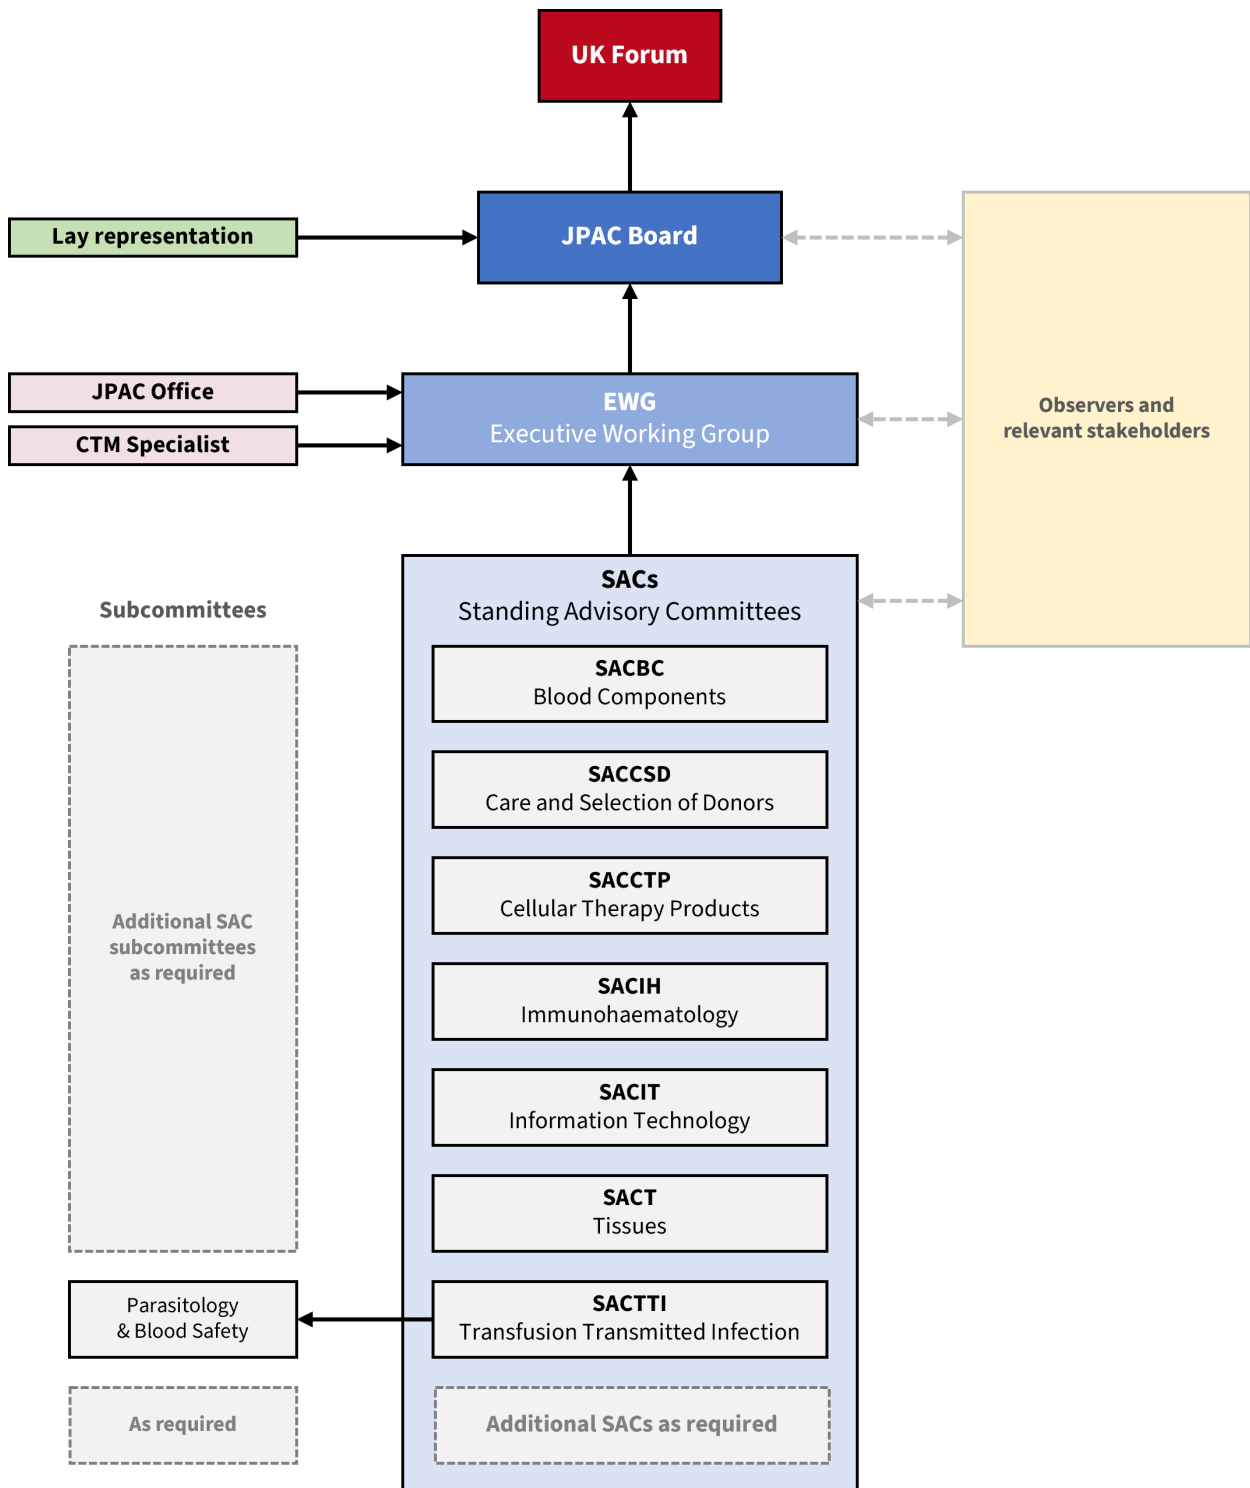 UK Forum
Lay representation
JPAC Board
JPAC Office
CTM Specialist
EWG
Executive Working Group
Observers and
relevant stakeholders
SACs
Standing Advisory Committees
Subcommittees
SACBC
Blood Components
SACCSD
Care and Selection of Donors
SACCTP
Cellular Therapy Products
Additional SAC
subcommittees
as required
SACIH
Immunohaematology
SACIT
Information Technology
SACT
Tissues
Parasitology
& Blood Safety
SACTTI
Transfusion Transmitted Infection
As required
Additional SACs as required